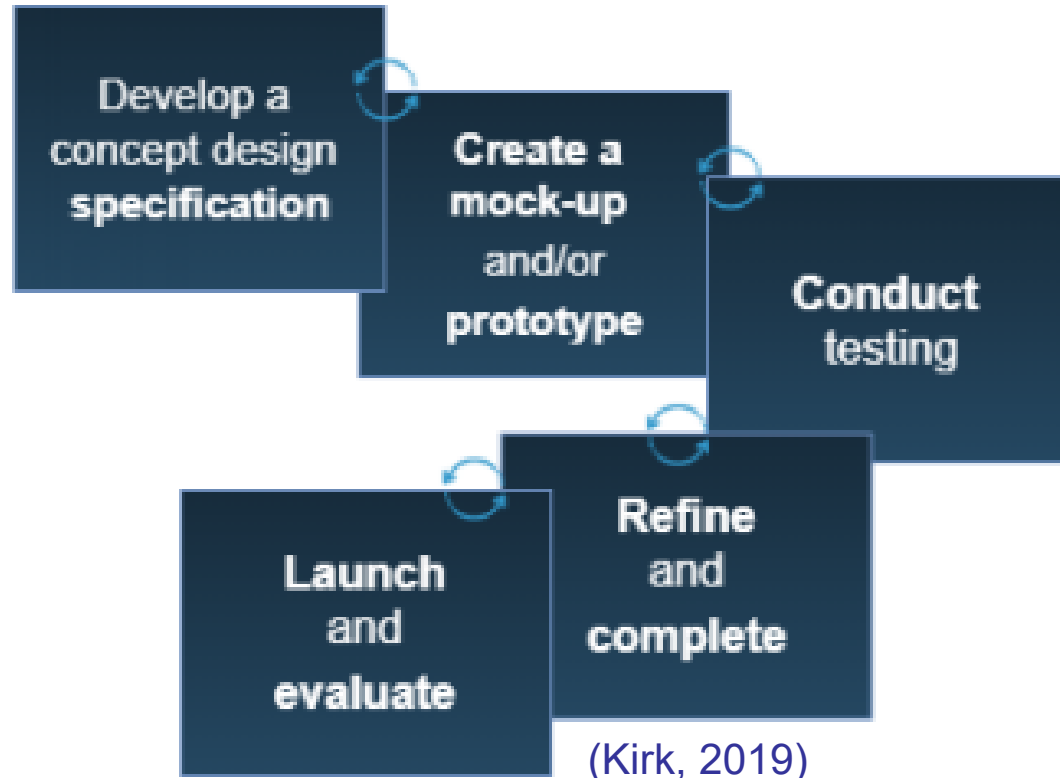 Develop a
concept design
specification
Create a
mock-up
and/or
prototype
Conduct
testing
Refine
and
complete
Launch
and
evaluate
(Kirk, 2019)